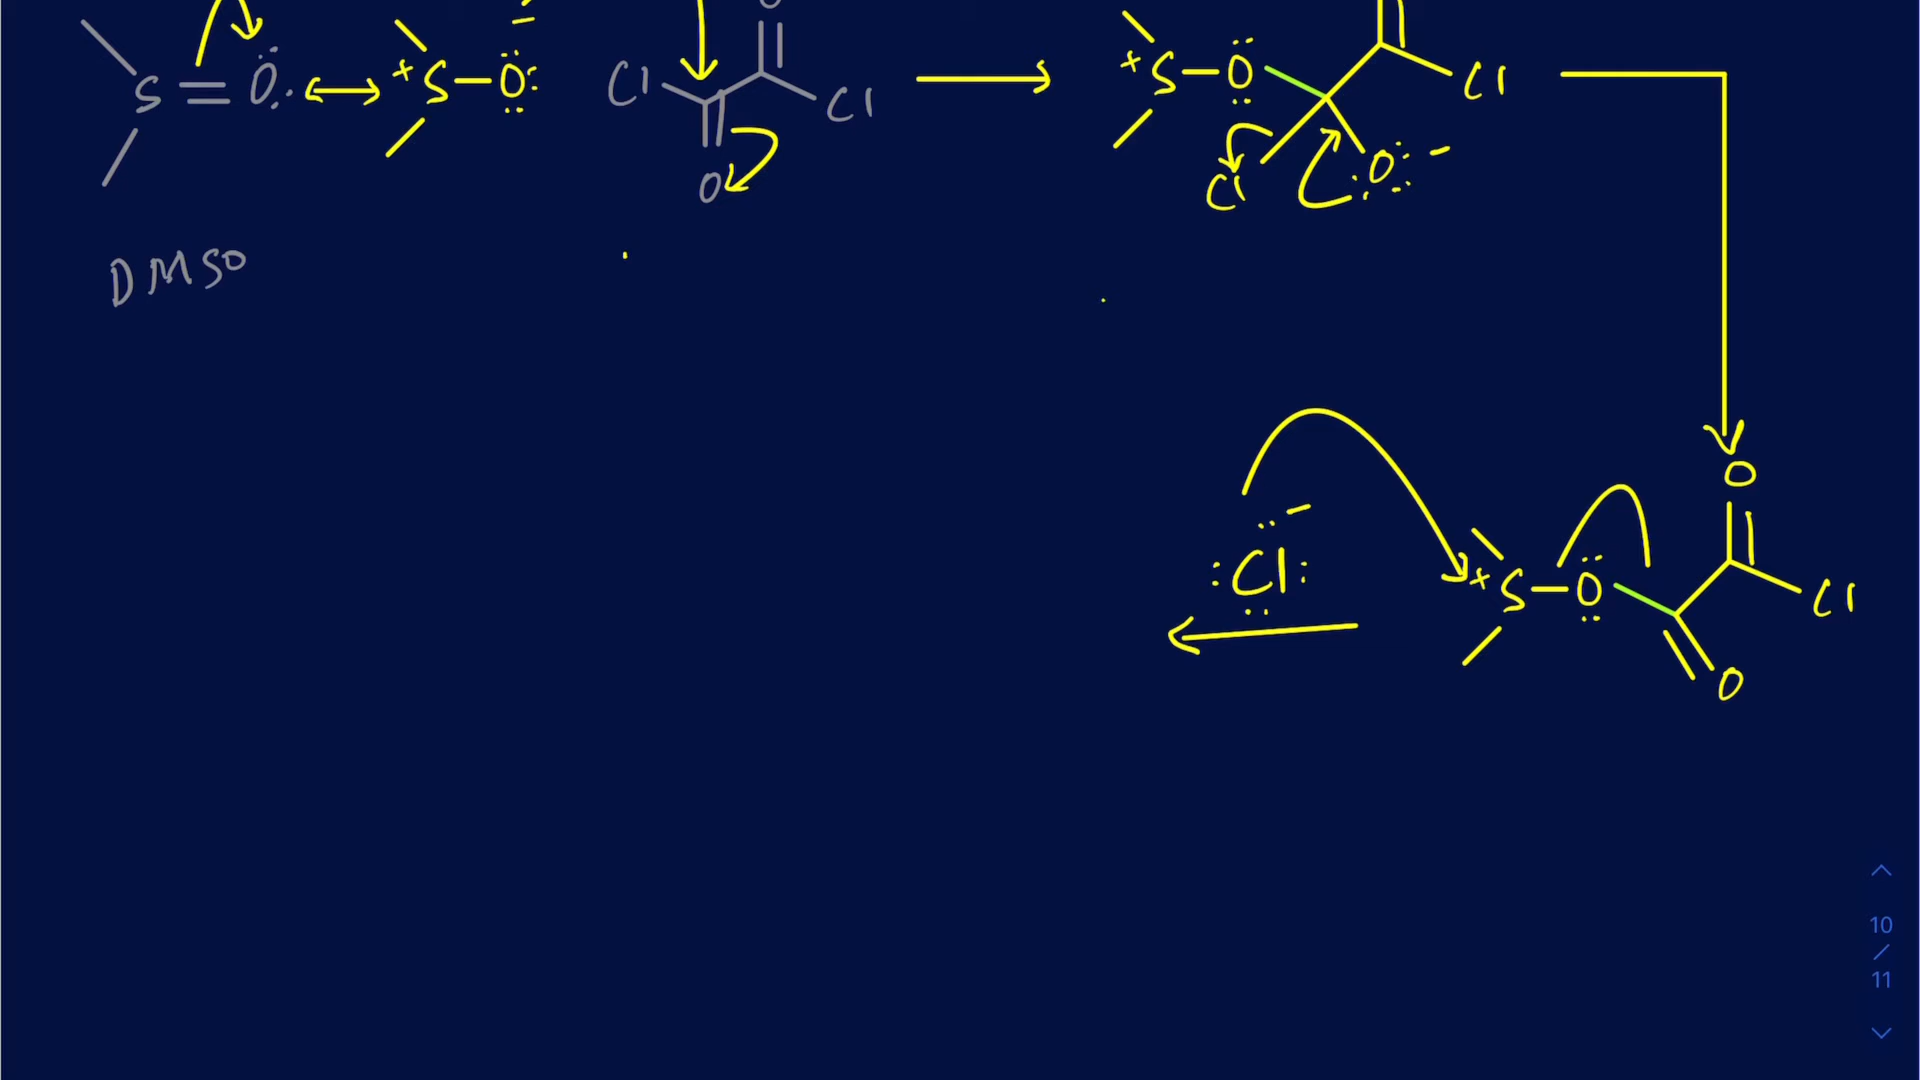 S = O ⟷ +S — O −
Cl O Cl O
+S — O Cl Cl O −
DMSO
O
Cl − +S — O Cl
O
10
/
11